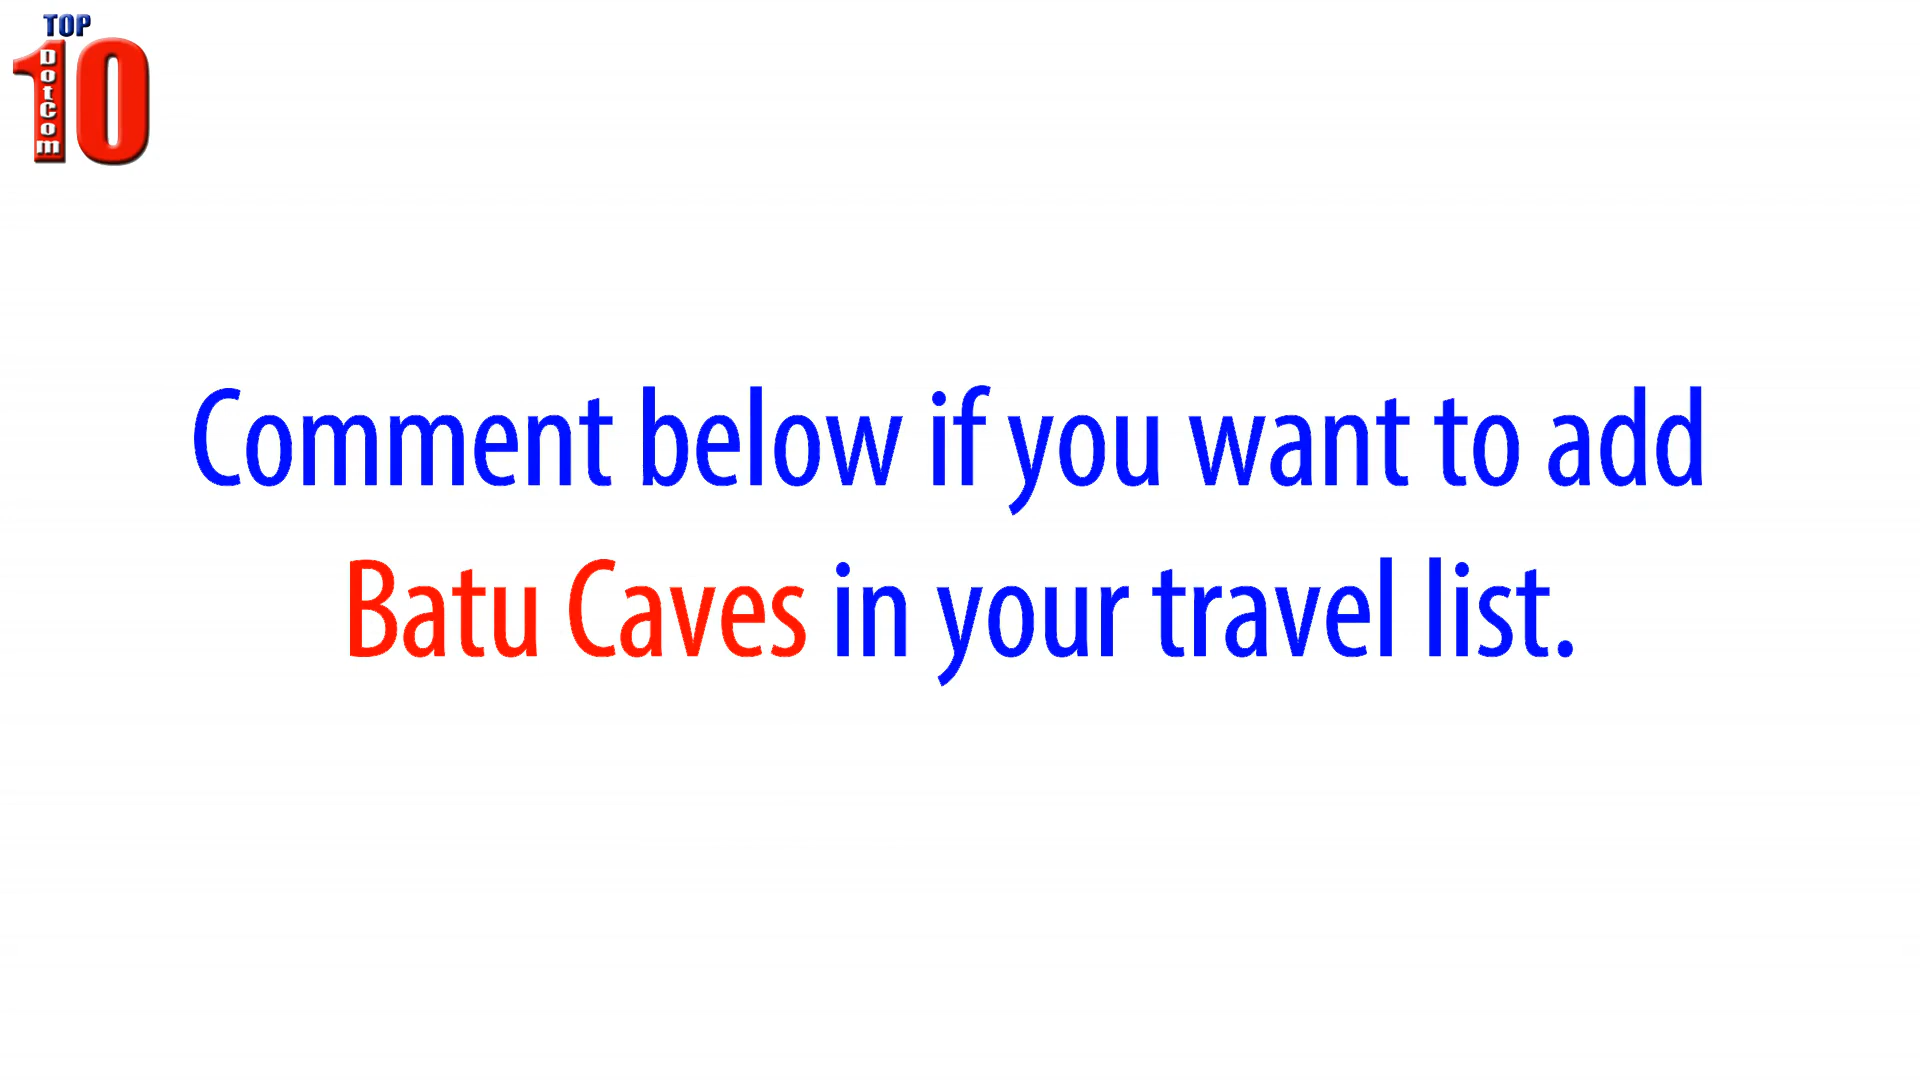 TOP
10
DotCom
Comment below if you want to add
Batu Caves in your travel list.